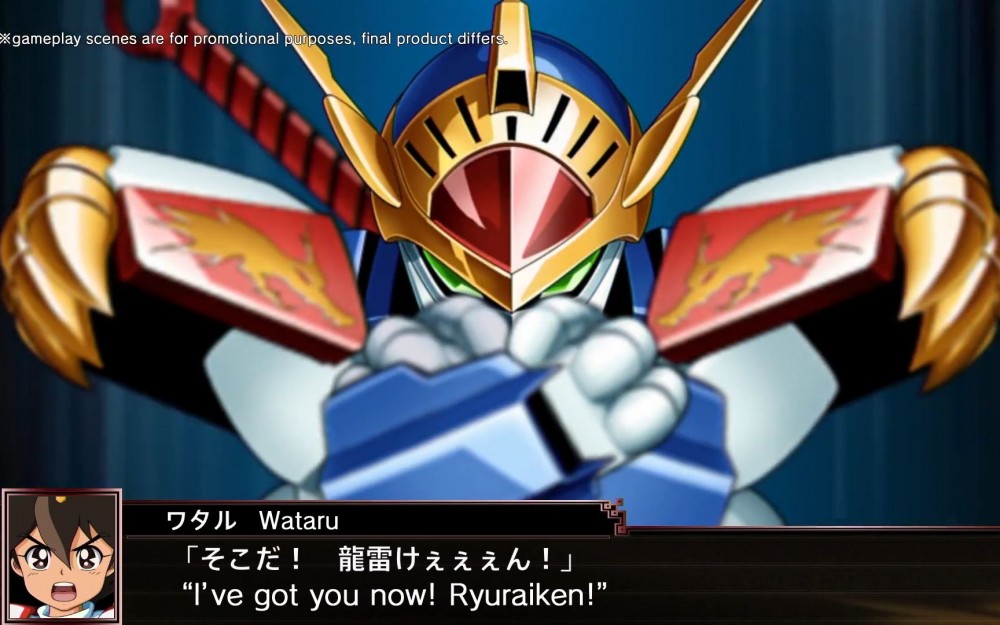 ※gameplay scenes are for promotional purposes, final product differs.
ワタル Wataru
「そこだ！ 龍雷けぇぇぇん！」
“I've got you now! Ryuraiken!”